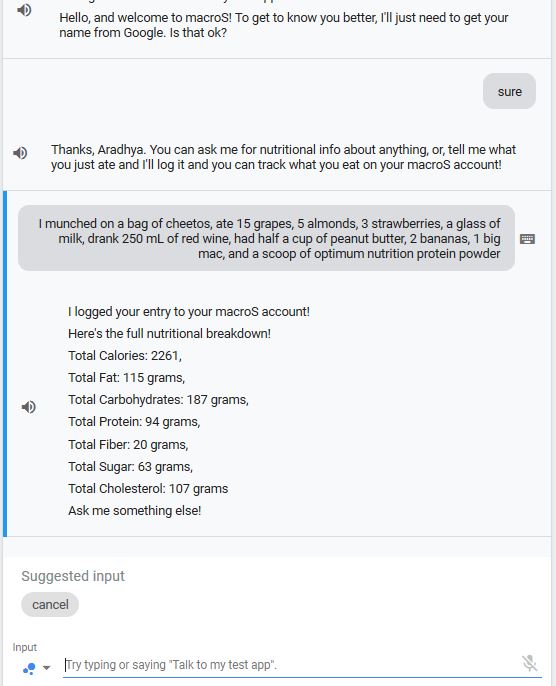 Hello, and welcome to macroS! To get to know you better, I'll just need to get your
name from Google. Is that ok?
sure
Thanks, Aradhya. You can ask me for nutritional info about anything, or, tell me what
you just ate and I'll log it and you can track what you eat on your macroS account!
I munched on a bag of cheetos, ate 15 grapes, 5 almonds, 3 strawberries, a glass of
milk, drank 250 mL of red wine, had half a cup of peanut butter, 2 bananas, 1 big
mac, and a scoop of optimum nutrition protein powder
I logged your entry to your macroS account!
Here's the full nutritional breakdown!
Total Calories: 2261,
Total Fat: 115 grams,
Total Carbohydrates: 187 grams,
Total Protein: 94 grams,
Total Fiber: 20 grams,
Total Sugar: 63 grams,
Total Cholesterol: 107 grams
Ask me something else!
Suggested input
cancel
Input
Try typing or saying "Talk to my test app".